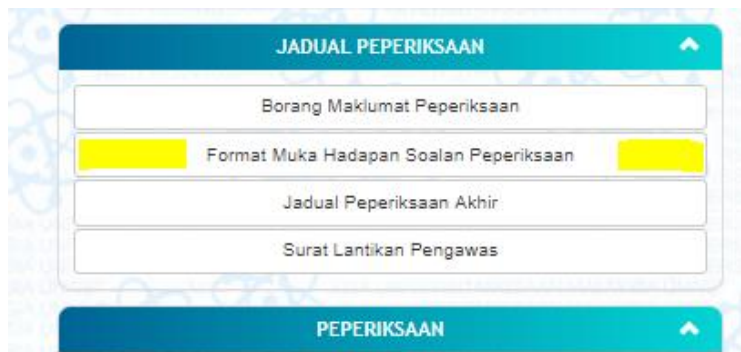 JADUAL PEPERIKSAAN
Borang Maklumat Peperiksaan
Format Muka Hadapan Soalan Peperiksaan
Jadual Peperiksaan Akhir
Surat Lantikan Pengawas
PEPERIKSAAN